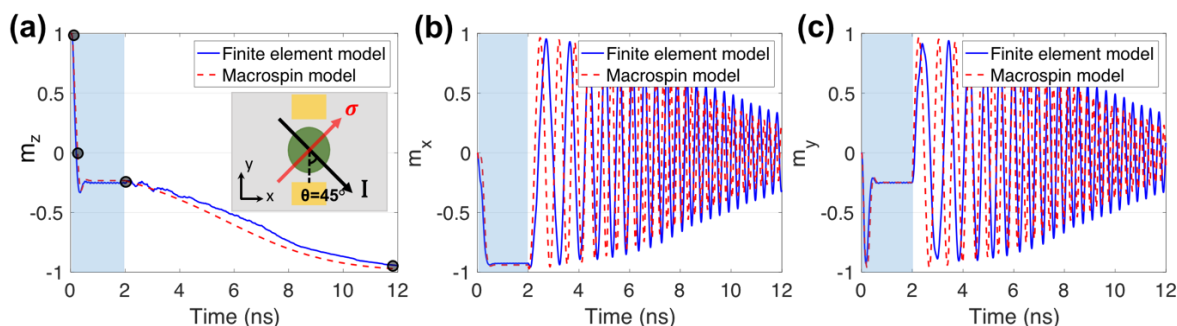 (a)
1
0.5
0
-0.5
-1
m_z
0 2 4 6 8 10 12
Time (ns)
Finite element model
Macrospin model
σ
y
x
θ=45°
I
(b)
1
0.5
0
-0.5
-1
m_x
0 2 4 6 8 10 12
Time (ns)
Finite element model
Macrospin model
(c)
1
0.5
0
-0.5
-1
m_y
0 2 4 6 8 10 12
Time (ns)
Finite element model
Macrospin model